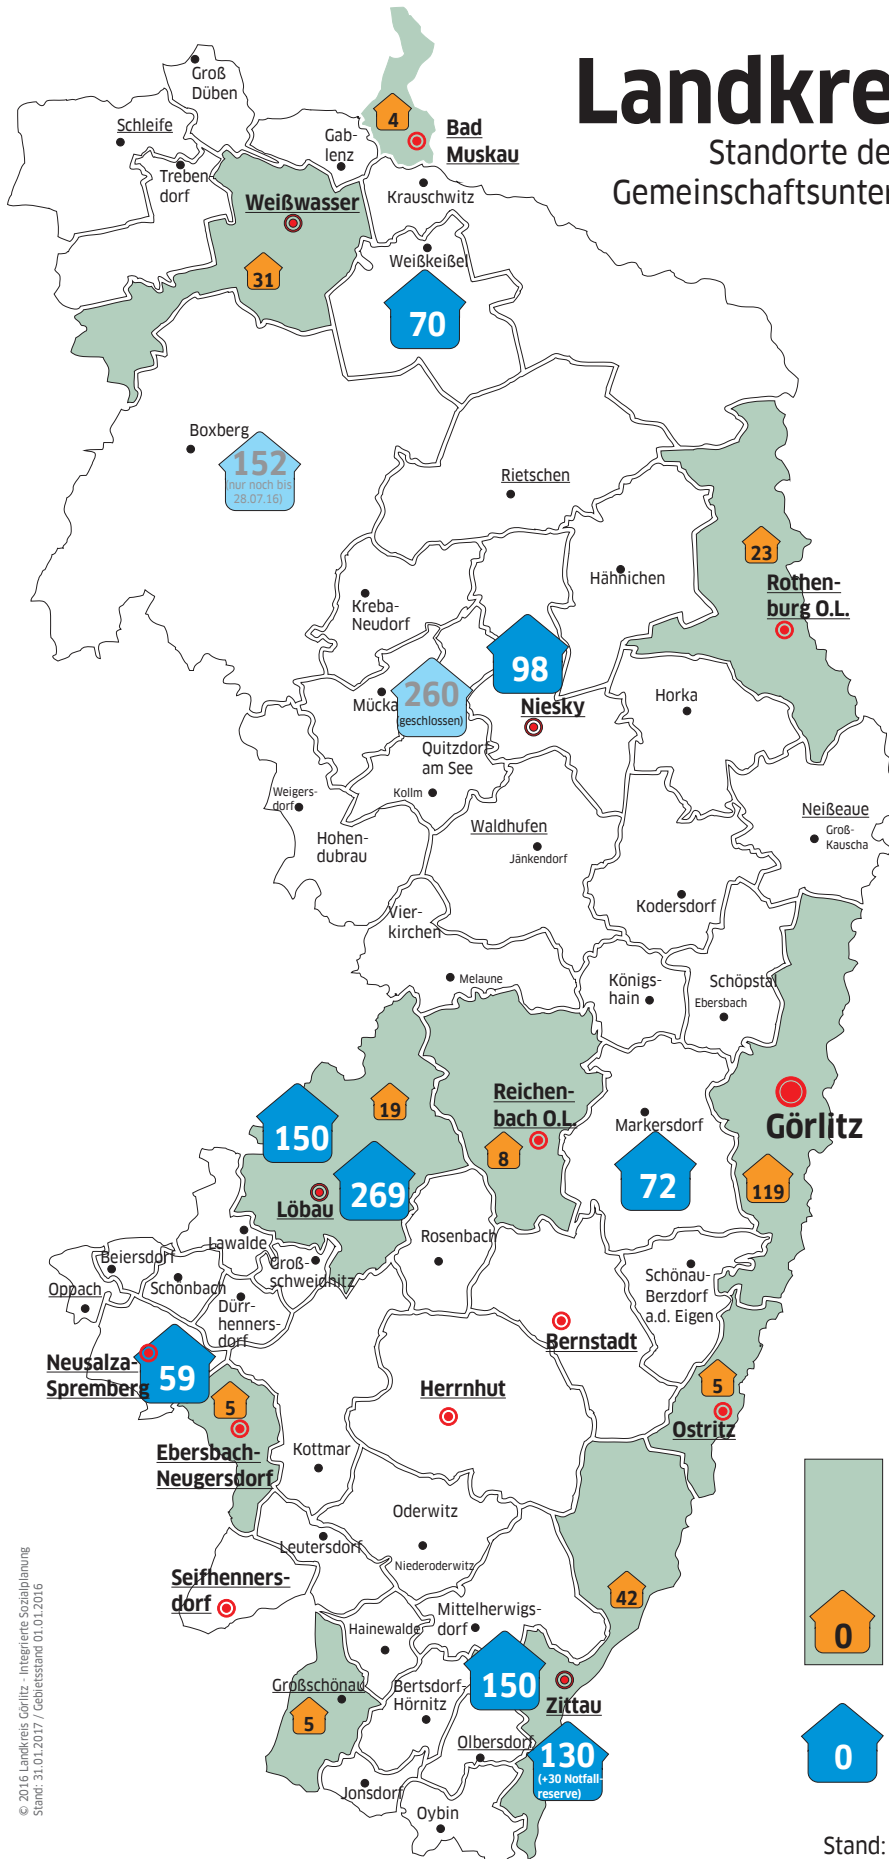 Landkre
Standorte de
Gemeinschaftsunter
Groß
Düben
Schleife
Treben-
dorf
Gab-
lenz
4
Bad
Muskau
Krauschwitz
Weißwasser
31
Weißkeißel
70
Boxberg
152
(nur noch bis
28.07.16)
Rietschen
23
Rothen-
burg O.L.
Hähnichen
Kreba-
Neudorf
98
Niesky
Mücka
260
(geschlossen)
Quitzdorf
am See
Kollm
Horka
Weigers-
dorf
Hohen-
dubrau
Waldhufen
Jänkendorf
Neißeaue
Groß-
Kauscha
Kodersdorf
Vier-
kirchen
Melaune
Königs-
hain
Schöpstal
Ebersbach
150
19
269
Löbau
Reichen-
bach O.L.
8
Markersdorf
72
Görlitz
119
Lawalde
Beiersdorf
Schönbach
Oppach
Groß-
schweidnitz
Dürr-
henners-
dorf
Rosenbach
Schönau-
Berzdorf
a.d. Eigen
Bernstadt
Neusalza-
Spremberg
59
5
Ebersbach-
Neugersdorf
Herrnhut
5
Ostritz
Kottmar
Oderwitz
Niederoderwitz
Leutersdorf
Seifhenners-
dorf
42
Mittelherwigs-
dorf
Hainewalde
Großschönau
5
Bertsdorf-
Hörnitz
150
Zittau
Olbersdorf
130
(+30 Notfall-
reserve)
Jonsdorf
Oybin
0
0
Stand:
© 2016 Landkreis Görlitz - Integrierte Sozialplanung
Stand: 31.01.2017 / Gebietsstand 01.01.2016